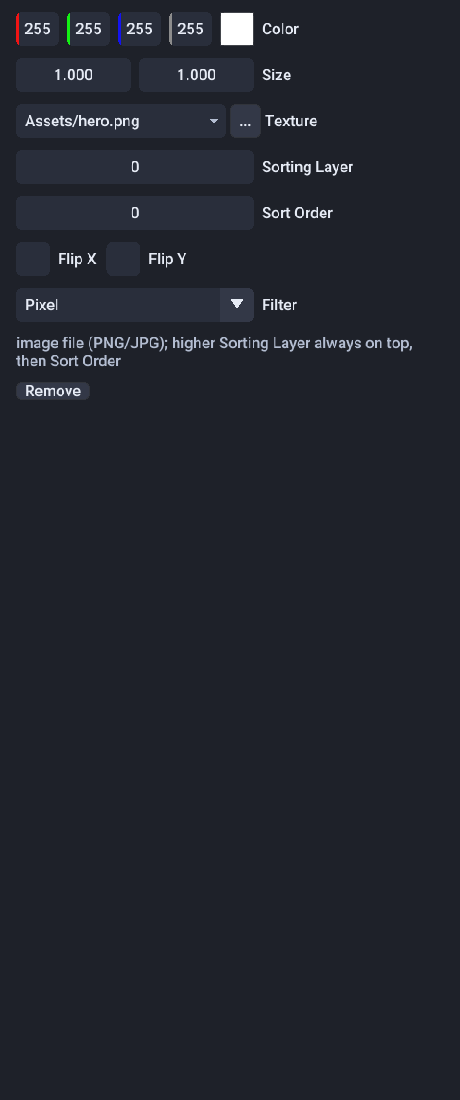 255 255 255 255 Color
1.000 1.000 Size
Assets/hero.png ... Texture
0 Sorting Layer
0 Sort Order
Flip X Flip Y
Pixel Filter
image file (PNG/JPG); higher Sorting Layer always on top,
then Sort Order
Remove